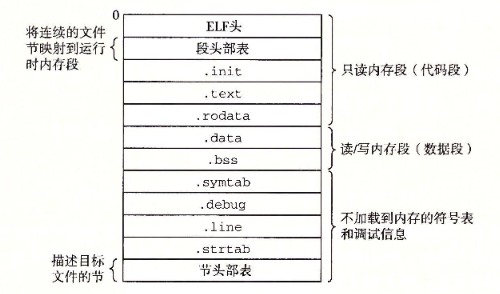 0
ELF头
将连续的文件
节映射到运行
时内存段
段头部表
.init
.text
.rodata
只读内存段（代码段）
.data
.bss
读/写内存段（数据段）
.symtab
.debug
.line
.strtab
不加载到内存的符号表
和调试信息
描述目标
文件的节
节头部表